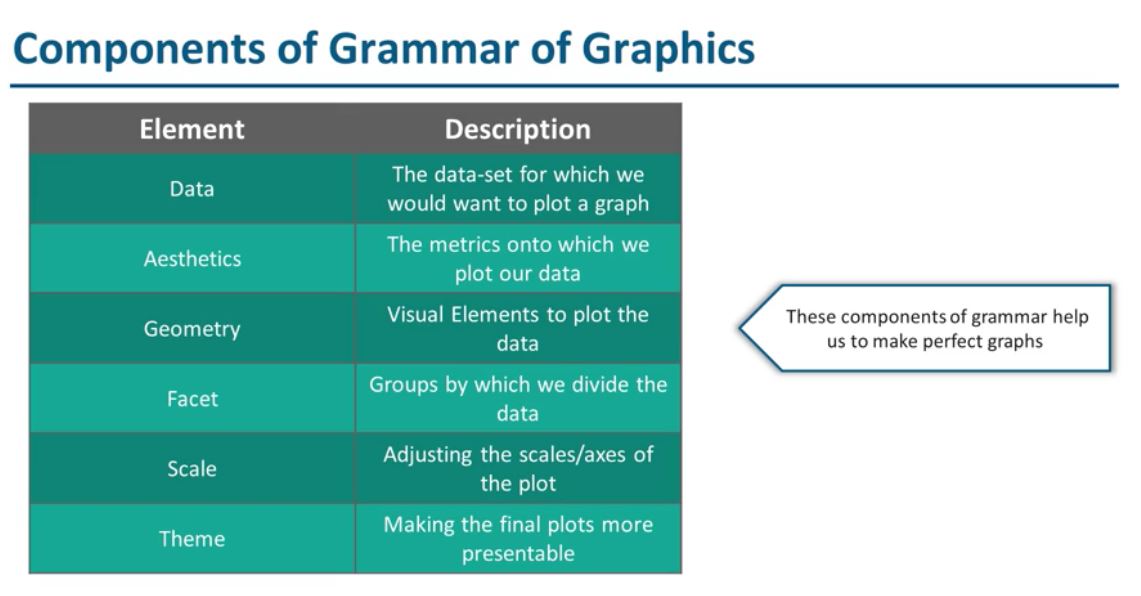 Components of Grammar of Graphics
Element
Description
Data
The data-set for which we
would want to plot a graph
Aesthetics
The metrics onto which we
plot our data
Geometry
Visual Elements to plot the
data
Facet
Groups by which we divide the
data
Scale
Adjusting the scales/axes of
the plot
Theme
Making the final plots more
presentable
These components of grammar help
us to make perfect graphs